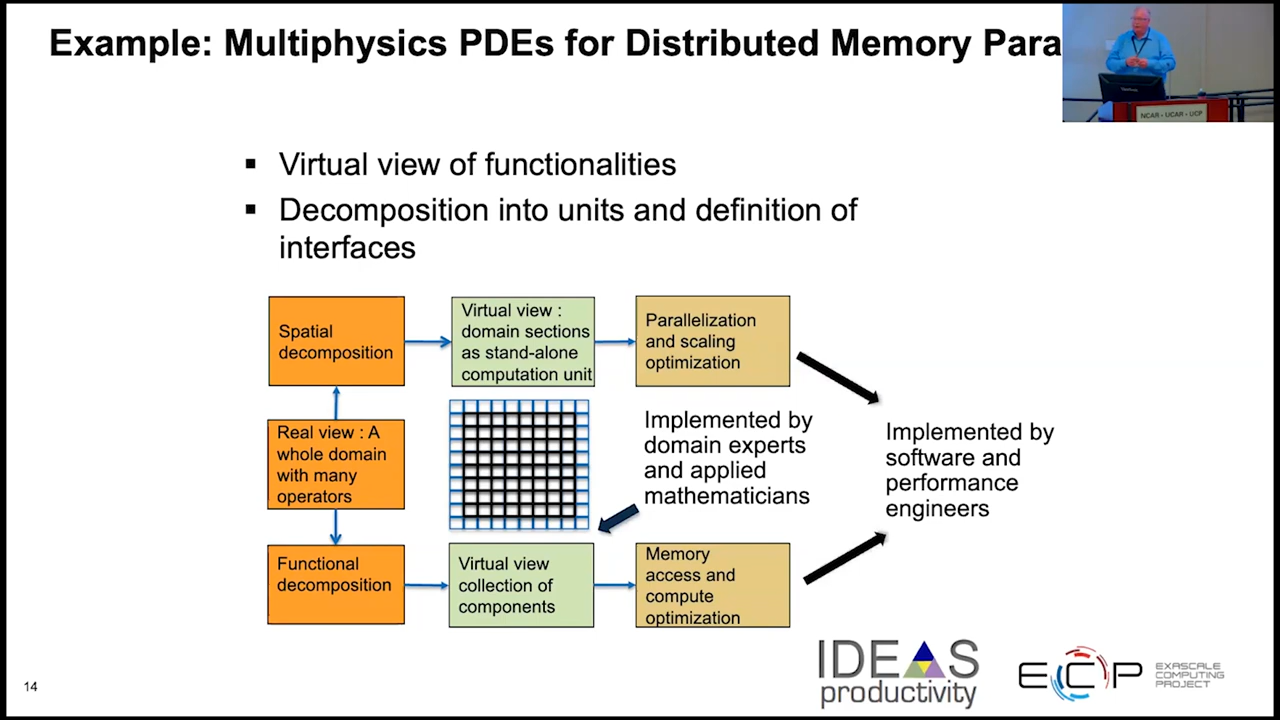 Example: Multiphysics PDEs for Distributed Memory Para
NCAR • UCAR • UCP
▪ Virtual view of functionalities
▪ Decomposition into units and definition of
interfaces
Spatial
decomposition
Virtual view :
domain sections
as stand-alone
computation unit
Parallelization
and scaling
optimization
Real view : A
whole domain
with many
operators
Implemented by
domain experts
and applied
mathematicians
Implemented by
software and
performance
engineers
Functional
decomposition
Virtual view
collection of
components
Memory
access and
compute
optimization
14
IDEAS
productivity
ECP
EXASCALE
COMPUTING
PROJECT